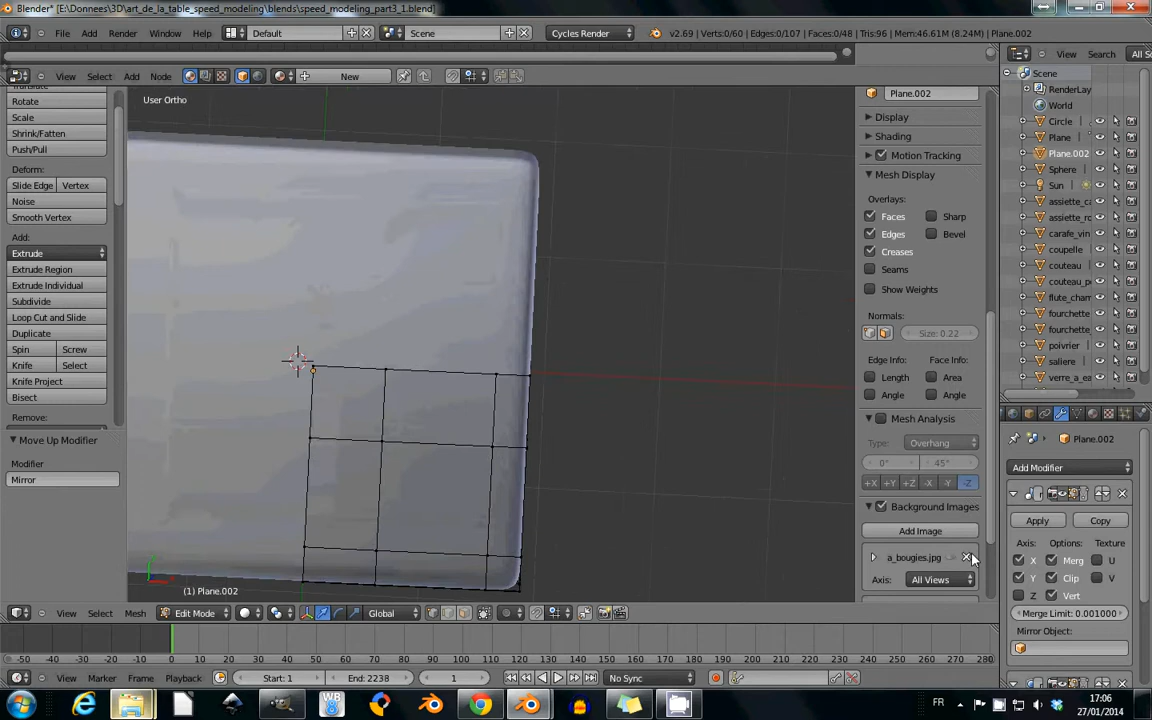 Blender* [E:\Donnees\3D\art_de_la_table_speed_modeling\blends\speed_modeling_part3_1.blend]
File Add Render Window Help Default Scene Cycles Render v2.69 | Verts:0/60 | Edges:0/107 | Faces:0/48 | Tris:96 | Mem:46.61M (8.24M) | Plane.002
View Search All S
View Select Add Node New
Rotate
Scale
Shrink/Fatten
Push/Pull
Deform:
Slide Edge Vertex
Noise
Smooth Vertex
Add:
Extrude
Extrude Region
Extrude Individual
Subdivide
Loop Cut and Slide
Duplicate
Spin Screw
Knife Select
Knife Project
Bisect
Remove:
Move Up Modifier
Modifier
Mirror
User Ortho
(1) Plane.002
Plane.002
Display
Shading
Motion Tracking
Mesh Display
Overlays:
Faces Sharp
Edges Bevel
Creases
Seams
Show Weights
Normals:
Size: 0.22
Edge Info: Face Info:
Length Area
Angle Angle
Mesh Analysis
Type: Overhang
0° 45°
+X +Y +Z -X -Y -Z
Background Images
Add Image
a_bougies.jpg
Axis: All Views
Scene
RenderLay
World
Circle
Plane
Plane.002
Sphere
Sun
assiette_ca
assiette_ro
carafe_vin
coupelle
couteau
couteau_po
flute_cham
fourchette
fourchette_
poivrier
saliere
verre_a_ea
Plane.002
Add Modifier
Apply Copy
Axis: Options: Texture
X Merg U
Y Clip V
Z Vert
Merge Limit: 0.001000
Mirror Object:
View Select Mesh Edit Mode Global
-50 -40 -30 -20 -10 0 10 20 30 40 50 60 70 80 90 100 110 120 130 140 150 160 170 180 190 200 210 220 230 240 250 260 270 280
View Marker Frame Playback Start: 1 End: 2238 1 No Sync
FR 17:06
27/01/2014